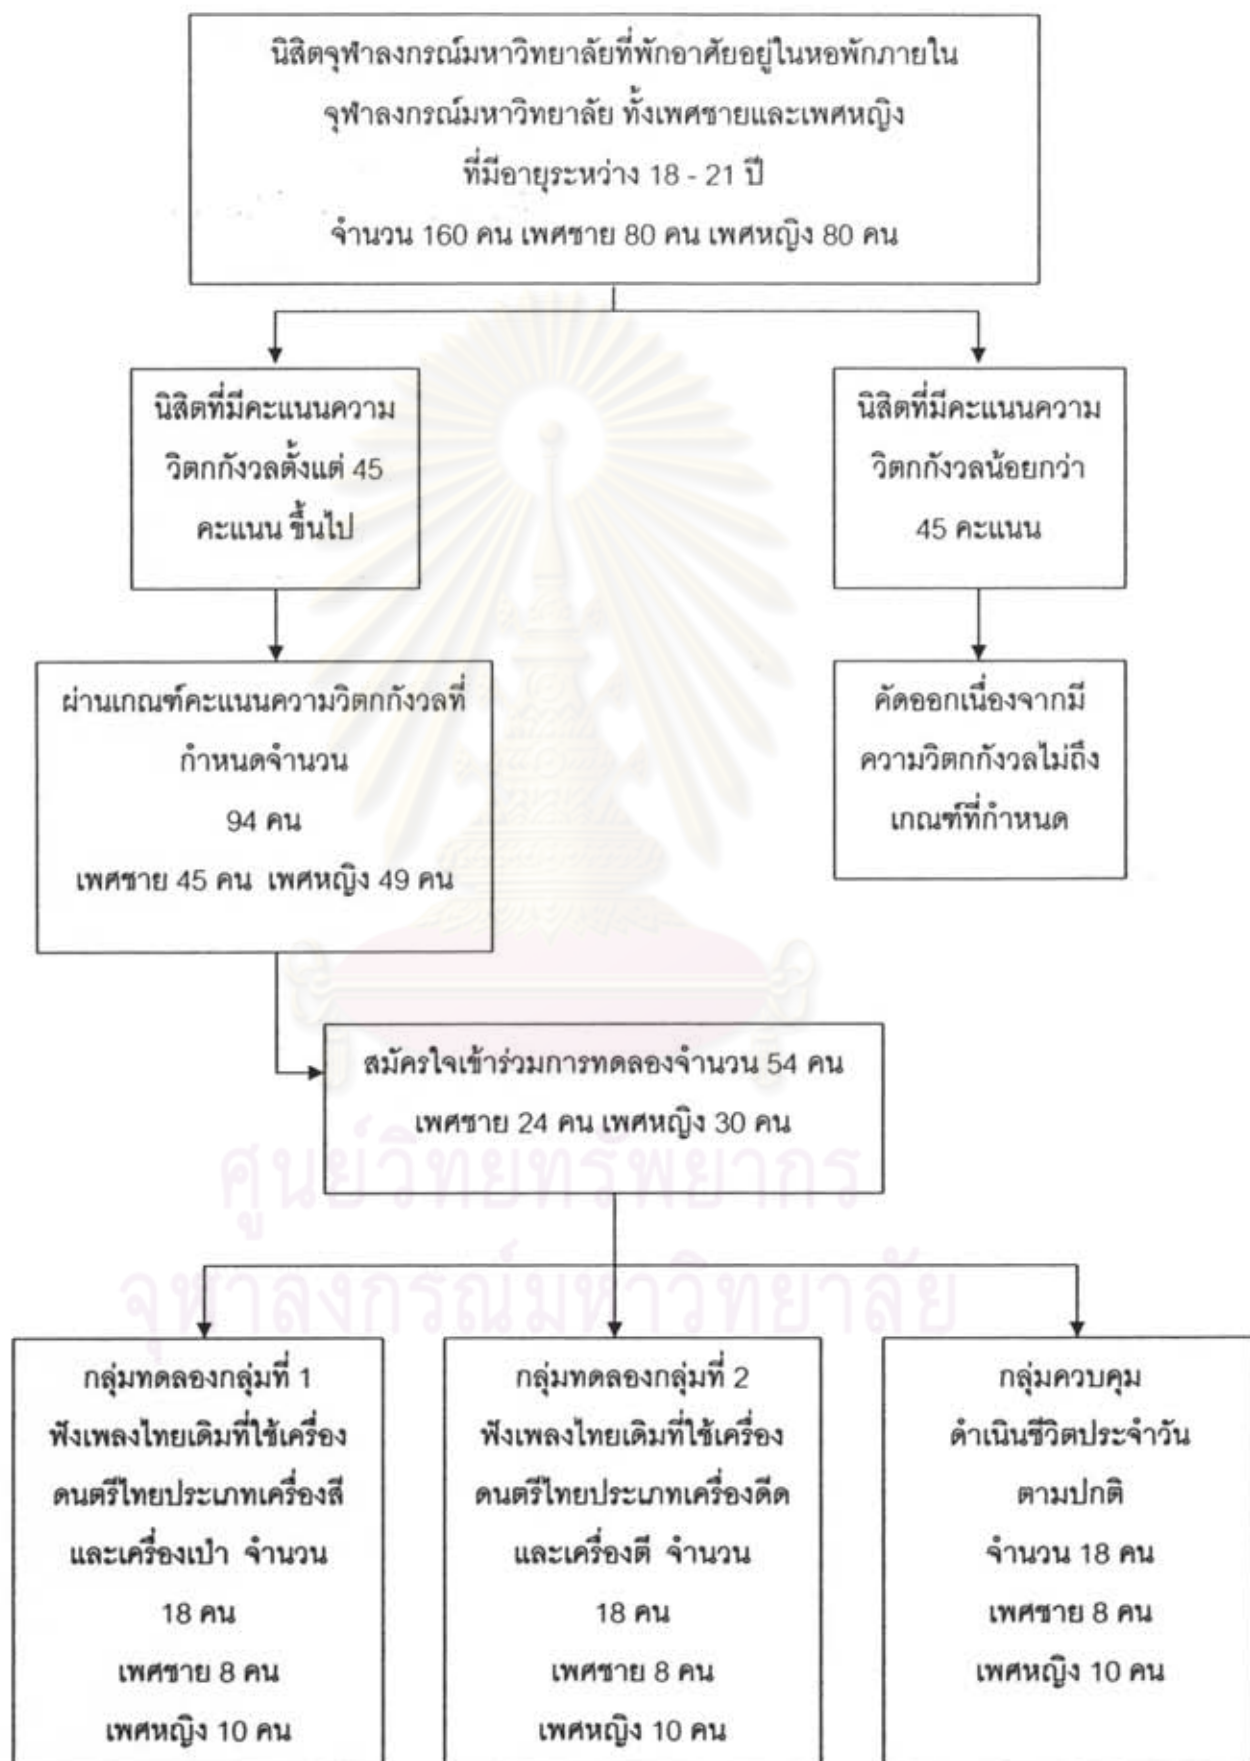 นิสิตจุฬาลงกรณ์มหาวิทยาลัยที่พักอาศัยอยู่ในหอพักภายใน
จุฬาลงกรณ์มหาวิทยาลัย ทั้งเพศชายและเพศหญิง
ที่มีอายุระหว่าง 18 - 21 ปี
จำนวน 160 คน เพศชาย 80 คน เพศหญิง 80 คน
นิสิตที่มีคะแนนความ
วิตกกังวลตั้งแต่ 45
คะแนน ขึ้นไป
นิสิตที่มีคะแนนความ
วิตกกังวลน้อยกว่า
45 คะแนน
ผ่านเกณฑ์คะแนนความวิตกกังวลที่
กำหนดจำนวน
94 คน
เพศชาย 45 คน เพศหญิง 49 คน
คัดออกเนื่องจากมี
ความวิตกกังวลไม่ถึง
เกณฑ์ที่กำหนด
สมัครใจเข้าร่วมการทดลองจำนวน 54 คน
เพศชาย 24 คน เพศหญิง 30 คน
ศูนย์วิทยทรัพยากร
จุฬาลงกรณ์มหาวิทยาลัย
กลุ่มทดลองกลุ่มที่ 1
ฟังเพลงไทยเดิมที่ใช้เครื่อง
ดนตรีไทยประเภทเครื่องสี
และเครื่องเป่า จำนวน
18 คน
เพศชาย 8 คน
เพศหญิง 10 คน
กลุ่มทดลองกลุ่มที่ 2
ฟังเพลงไทยเดิมที่ใช้เครื่อง
ดนตรีไทยประเภทเครื่องดีด
และเครื่องตี จำนวน
18 คน
เพศชาย 8 คน
เพศหญิง 10 คน
กลุ่มควบคุม
ดำเนินชีวิตประจำวัน
ตามปกติ
จำนวน 18 คน
เพศชาย 8 คน
เพศหญิง 10 คน